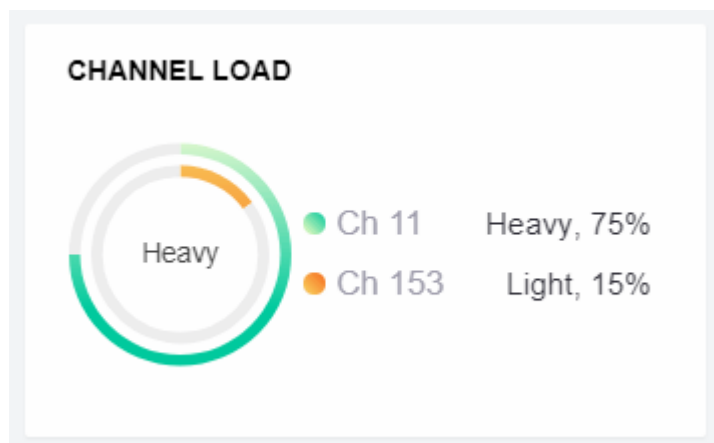 CHANNEL LOAD
Heavy
Ch 11 Heavy, 75%
Ch 153 Light, 15%